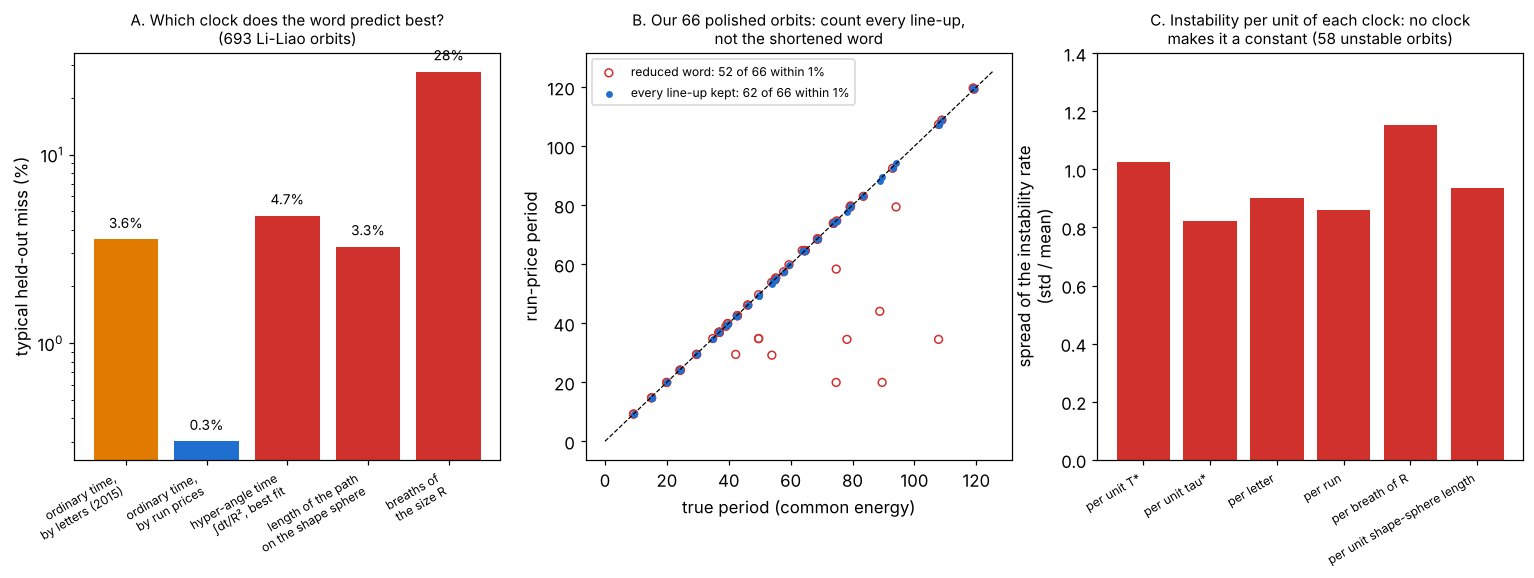 A. Which clock does the word predict best?
(693 Li-Liao orbits)
typical held-out miss (%)
10¹
10⁰
3.6%
0.3%
4.7%
3.3%
28%
ordinary time,
by letters (2015)
ordinary time,
by run prices
hyper-angle time
∫dt/R², best fit
length of the path
on the shape sphere
breaths of
the size R
B. Our 66 polished orbits: count every line-up,
not the shortened word
reduced word: 52 of 66 within 1%
every line-up kept: 62 of 66 within 1%
run-price period
120
100
80
60
40
20
0
0 20 40 60 80 100 120
true period (common energy)
C. Instability per unit of each clock: no clock
makes it a constant (58 unstable orbits)
spread of the instability rate
(std / mean)
1.4
1.2
1.0
0.8
0.6
0.4
0.2
0.0
per unit T*
per unit tau*
per letter
per run
per breath of R
per unit shape-sphere length